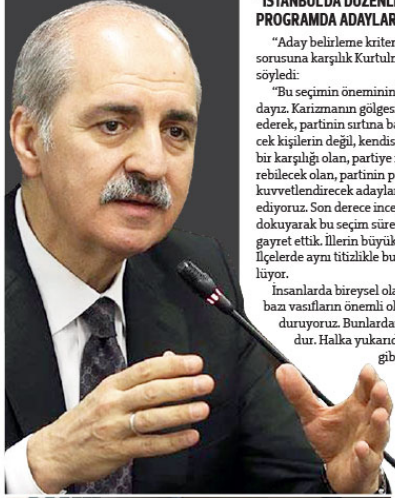 "İSTANBUL'DA DÜZENLE
PROGRAMDA ADAYLAR
"Aday belirleme kriter
sorusuna karşılık Kurtuln
söyledi:
"Bu seçimin öneminin
dayız. Karizmanın gölges
ederek, partinin sırtına ba
cek kişilerin değil, kendis
bir karşılığı olan, partiye
rebilecek olan, partinin p
kuvvetlendirecek adayla
ediyoruz. Son derece ince
dokuyarak bu seçim süre
gayret ettik. İllerin büyük
İlçelerde aynı titizlikle bu
lüyor.
İnsanlarda bireysel ola
bazı vasıfların önemli ol
duruyoruz. Bunlarda
dur. Halka yukarıd
gib